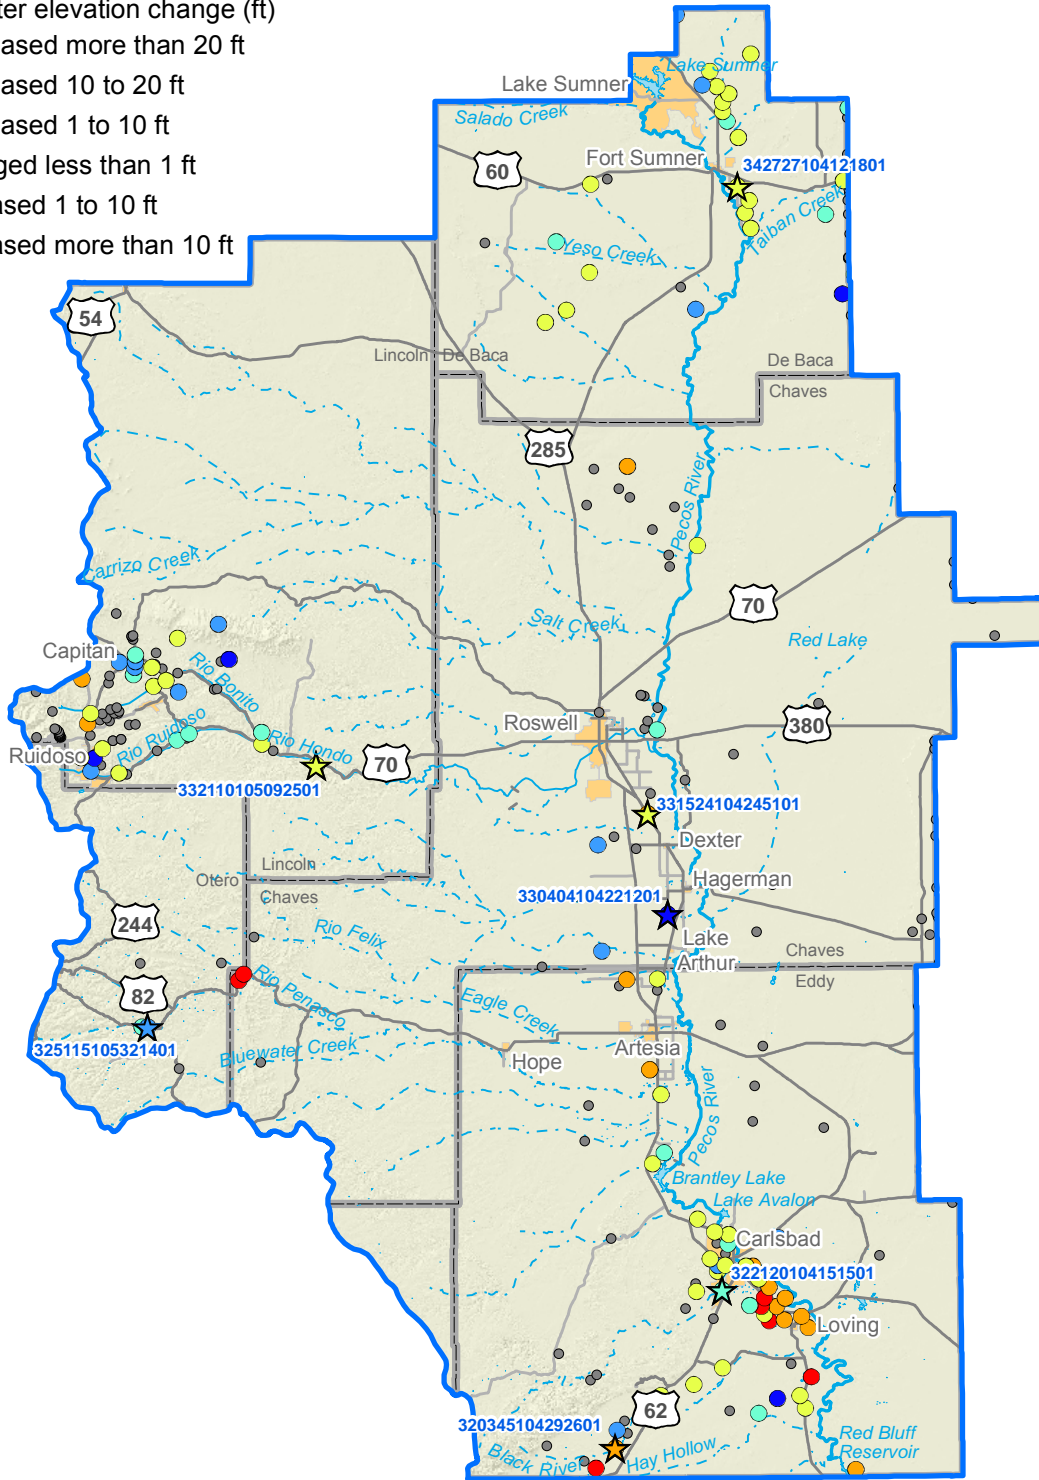 ter elevation change (ft)
ased more than 20 ft
ased 10 to 20 ft
ased 1 to 10 ft
ged less than 1 ft
ased 1 to 10 ft
ased more than 10 ft
Lake Sumner
Lake Sumner
Salado Creek
Fort Sumner
342727104121801
60
Taiban Creek
Yeso Creek
54
Lincoln
De Baca
De Baca
Chaves
285
Pecos River
Carrizo Creek
70
Salt Creek
Red Lake
Capitan
Rio Bonito
Roswell
380
Rio Ruidoso
Rio Hondo
Ruidoso
70
332110105092501
331524104245101
Dexter
Lincoln
Otero
Chaves
Hagerman
330404104221201
244
Rio Felix
Lake
Arthur
Chaves
Eddy
82
Rio Penasco
Eagle Creek
325115105321401
Bluewater Creek
Hope
Artesia
Pecos River
Brantley Lake
Lake Avalon
Carlsbad
322120104151501
Loving
62
320345104292601
Black River
Hay Hollow
Red Bluff
Reservoir